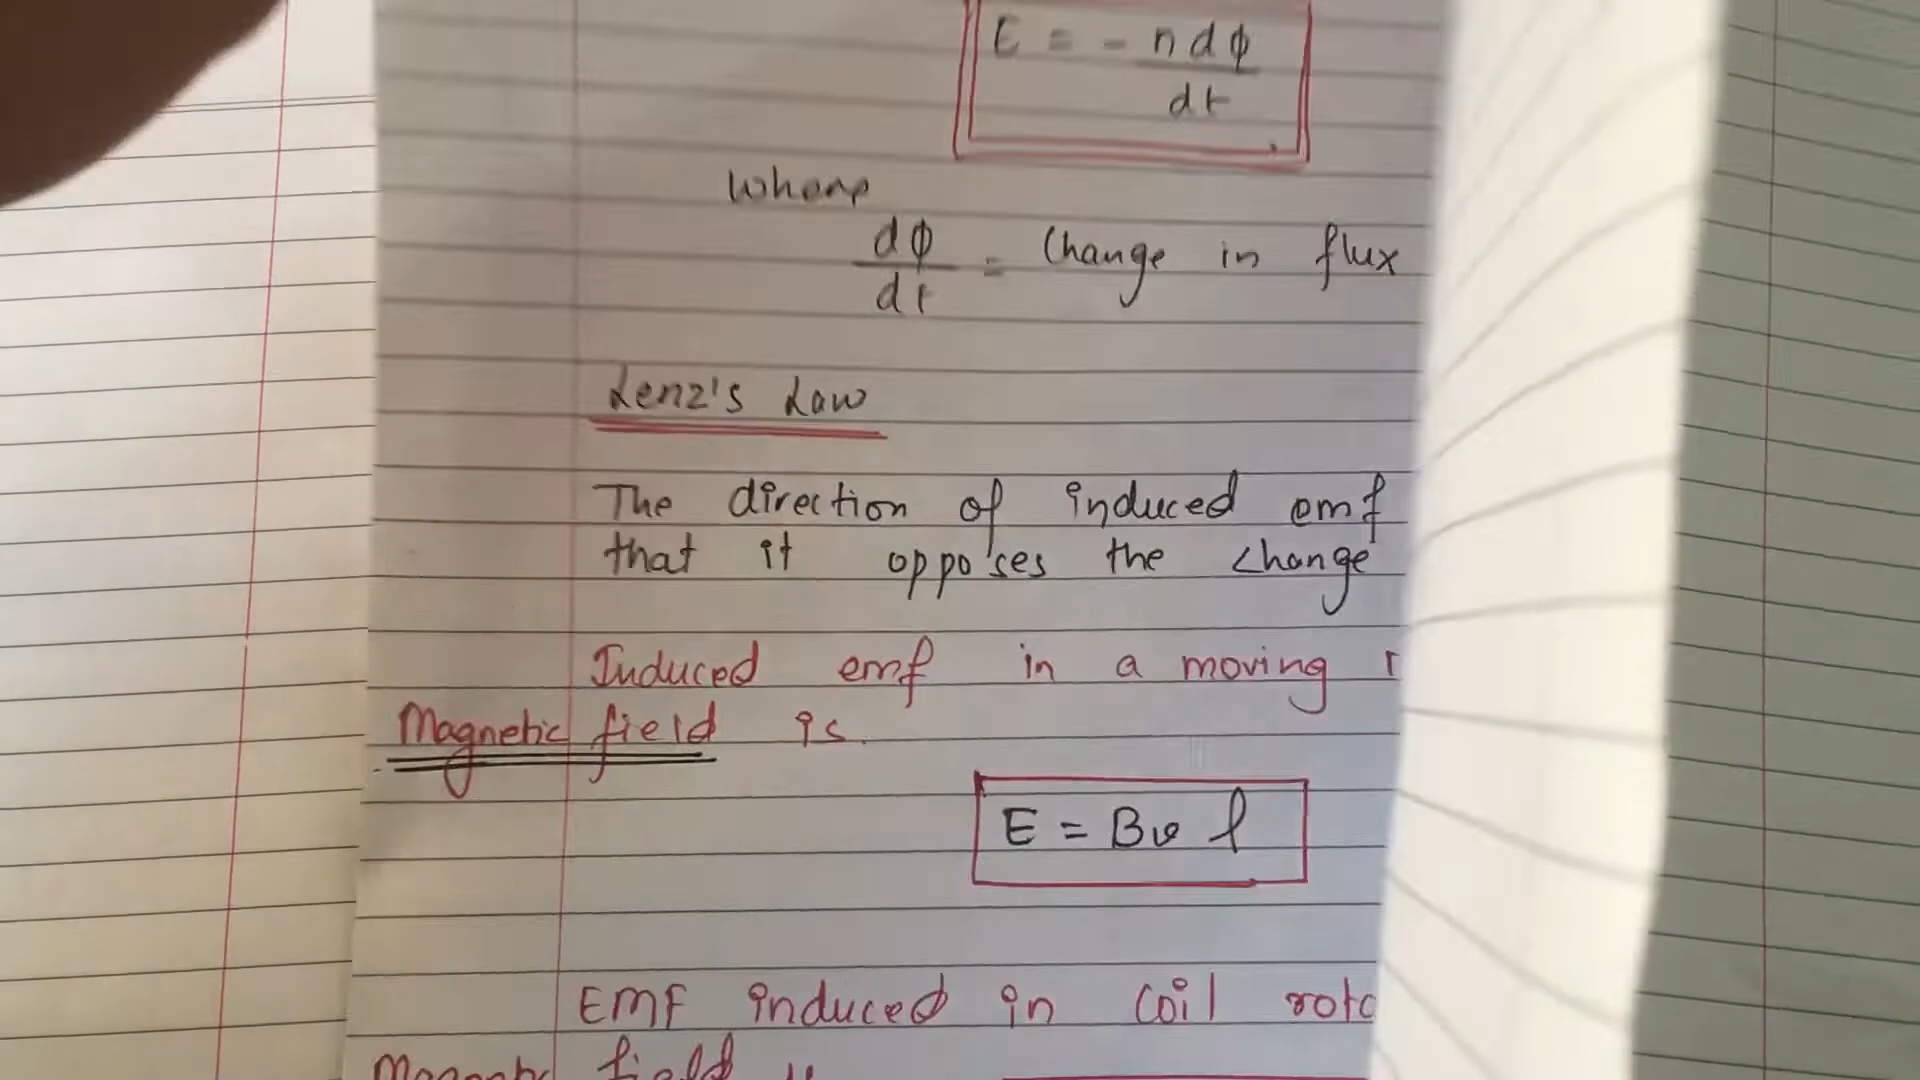 E = - n dφ
dt
Where
dφ
dt = Change in flux
Lenz's Law
The direction of induced emf
that it opposes the change
Induced emf in a moving
Magnetic field is
E = Bv l
EMF induced in Coil
field